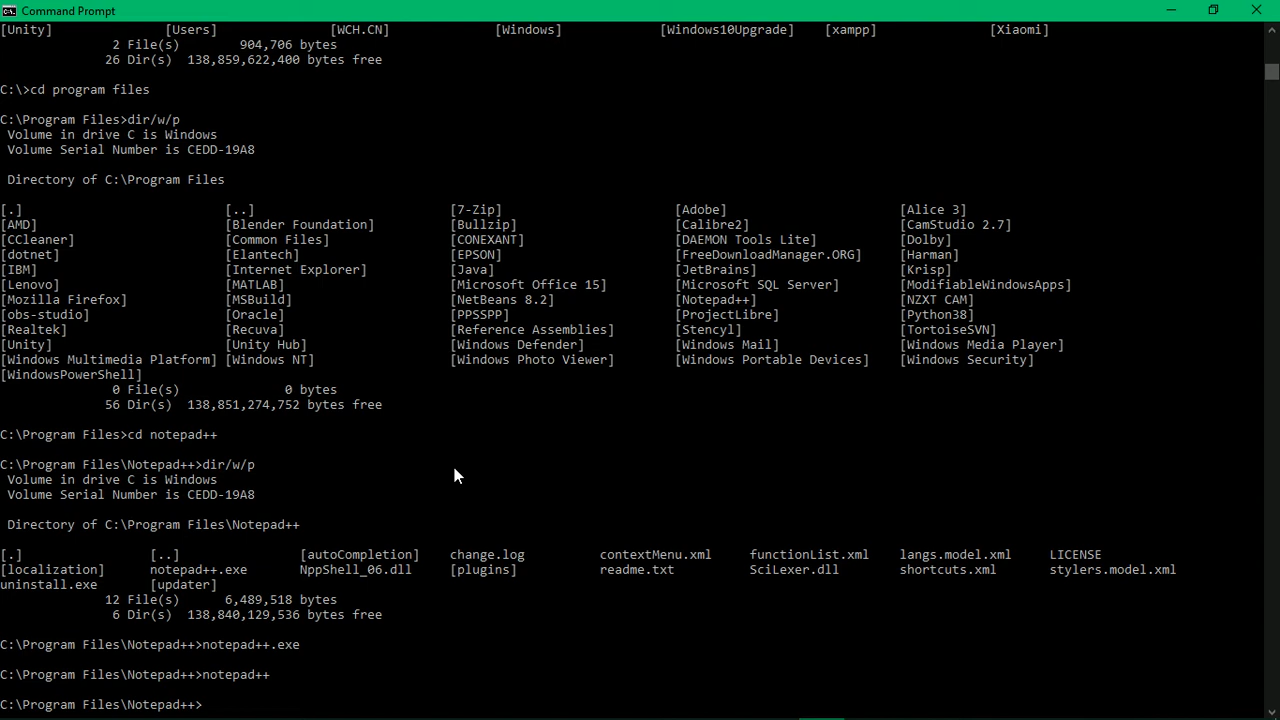 Command Prompt
[Unity] [Users] [WCH.CN] [Windows] [Windows10Upgrade] [xampp] [Xiaomi]
2 File(s) 904,706 bytes
26 Dir(s) 138,859,622,400 bytes free
C:\>cd program files
C:\Program Files>dir/w/p
Volume in drive C is Windows
Volume Serial Number is CEDD-19A8
Directory of C:\Program Files
[.] [..] [7-Zip] [Adobe] [Alice 3]
[AMD] [Blender Foundation] [Bullzip] [Calibre2] [CamStudio 2.7]
[CCleaner] [Common Files] [CONEXANT] [DAEMON Tools Lite] [Dolby]
[dotnet] [Elantech] [EPSON] [FreeDownloadManager.ORG] [Harman]
[IBM] [Internet Explorer] [Java] [JetBrains] [Krisp]
[Lenovo] [MATLAB] [Microsoft Office 15] [Microsoft SQL Server] [ModifiableWindowsApps]
[Mozilla Firefox] [MSBuild] [NetBeans 8.2] [Notepad++] [NZXT CAM]
[obs-studio] [Oracle] [PPSSPP] [ProjectLibre] [Python38]
[Realtek] [Recuva] [Reference Assemblies] [Stencyl] [TortoiseSVN]
[Unity] [Unity Hub] [Windows Defender] [Windows Mail] [Windows Media Player]
[Windows Multimedia Platform] [Windows NT] [Windows Photo Viewer] [Windows Portable Devices] [Windows Security]
[WindowsPowerShell]
0 File(s) 0 bytes
56 Dir(s) 138,851,274,752 bytes free
C:\Program Files>cd notepad++
C:\Program Files\Notepad++>dir/w/p
Volume in drive C is Windows
Volume Serial Number is CEDD-19A8
Directory of C:\Program Files\Notepad++
[.] [..] [autoCompletion] change.log contextMenu.xml functionList.xml langs.model.xml LICENSE
[localization] notepad++.exe NppShell_06.dll [plugins] readme.txt SciLexer.dll shortcuts.xml stylers.model.xml
uninstall.exe [updater]
12 File(s) 6,489,518 bytes
6 Dir(s) 138,840,129,536 bytes free
C:\Program Files\Notepad++>notepad++.exe
C:\Program Files\Notepad++>notepad++
C:\Program Files\Notepad++>